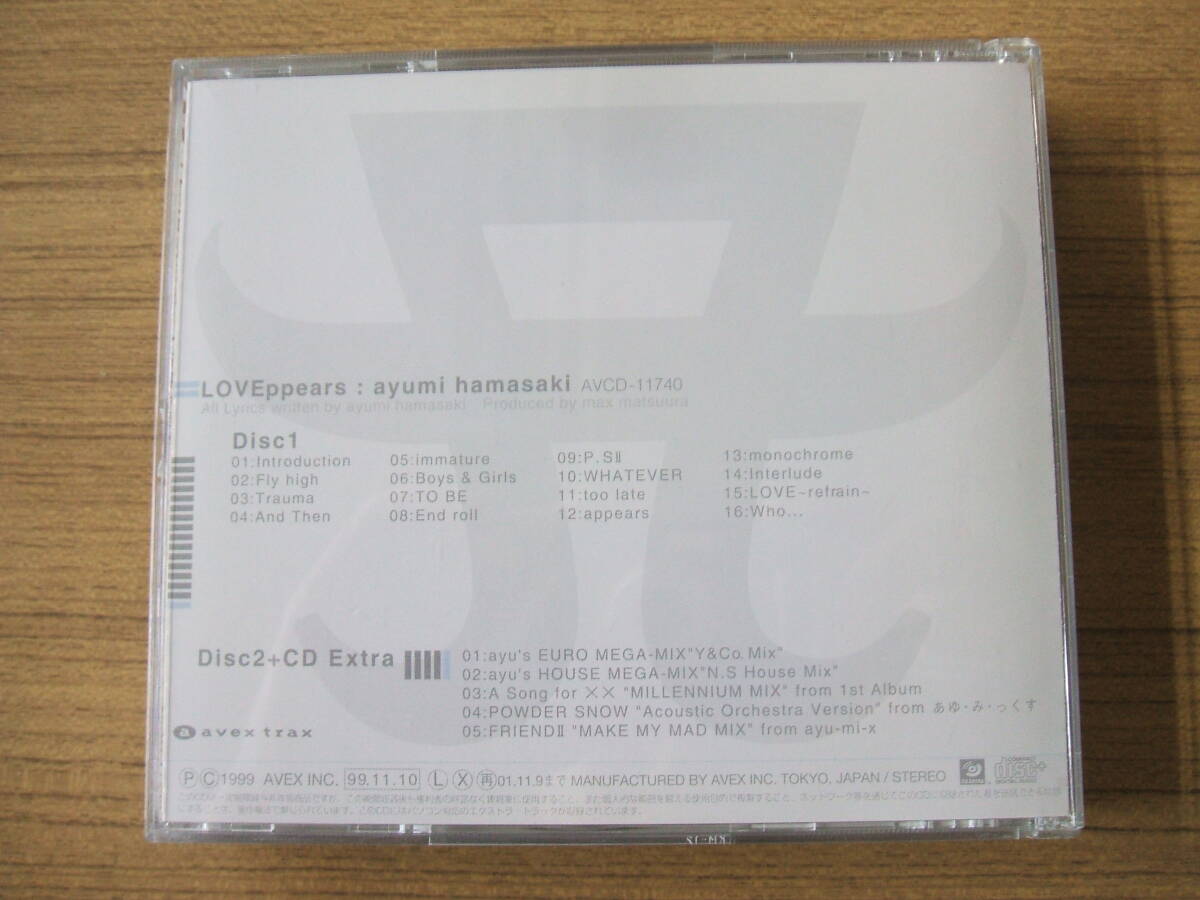 LOVEppears : ayumi hamasaki AVCD-11740
All Lyrics written by ayumi hamasaki Produced by max matsuura
Disc1
01:Introduction
02:Fly high
03:Trauma
04:And Then
05:immature
06:Boys & Girls
07:TO BE
08:End roll
09:P.SⅡ
10:WHATEVER
11:too late
12:appears
13:monochrome
14:Interlude
15:LOVE~refrain~
16:Who...
Disc2+CD Extra
01:ayu's EURO MEGA-MIX"Y&Co. Mix"
02:ayu's HOUSE MEGA-MIX"N.S House Mix"
03:A Song for ×× "MILLENNIUM MIX" from 1st Album
04:POWDER SNOW "Acoustic Orchestra Version" from あゆ・み・っくす
05:FRIENDⅡ "MAKE MY MAD MIX" from ayu-mi-x
a avex trax
ⓅⒸ1999 AVEX INC. 99.11.10 Ⓛ Ⓧ 再 01.11.9まで MANUFACTURED BY AVEX INC. TOKYO, JAPAN / STEREO
disc+